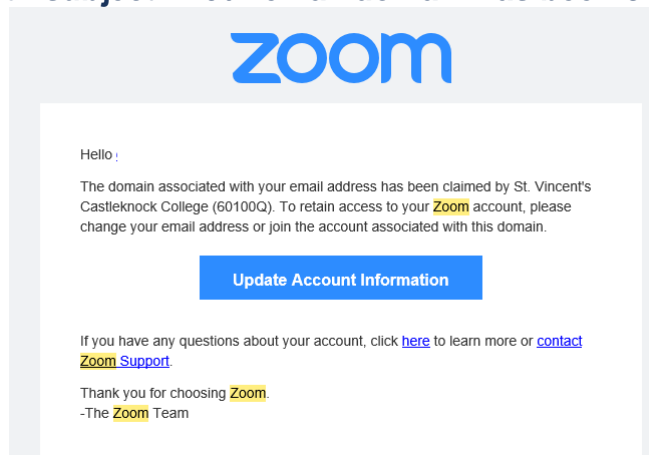 zoom
Hello
The domain associated with your email address has been claimed by St. Vincent's
Castleknock College (60100Q). To retain access to your Zoom account, please
change your email address or join the account associated with this domain.
Update Account Information
If you have any questions about your account, click here to learn more or contact
Zoom Support.
Thank you for choosing Zoom.
-The Zoom Team